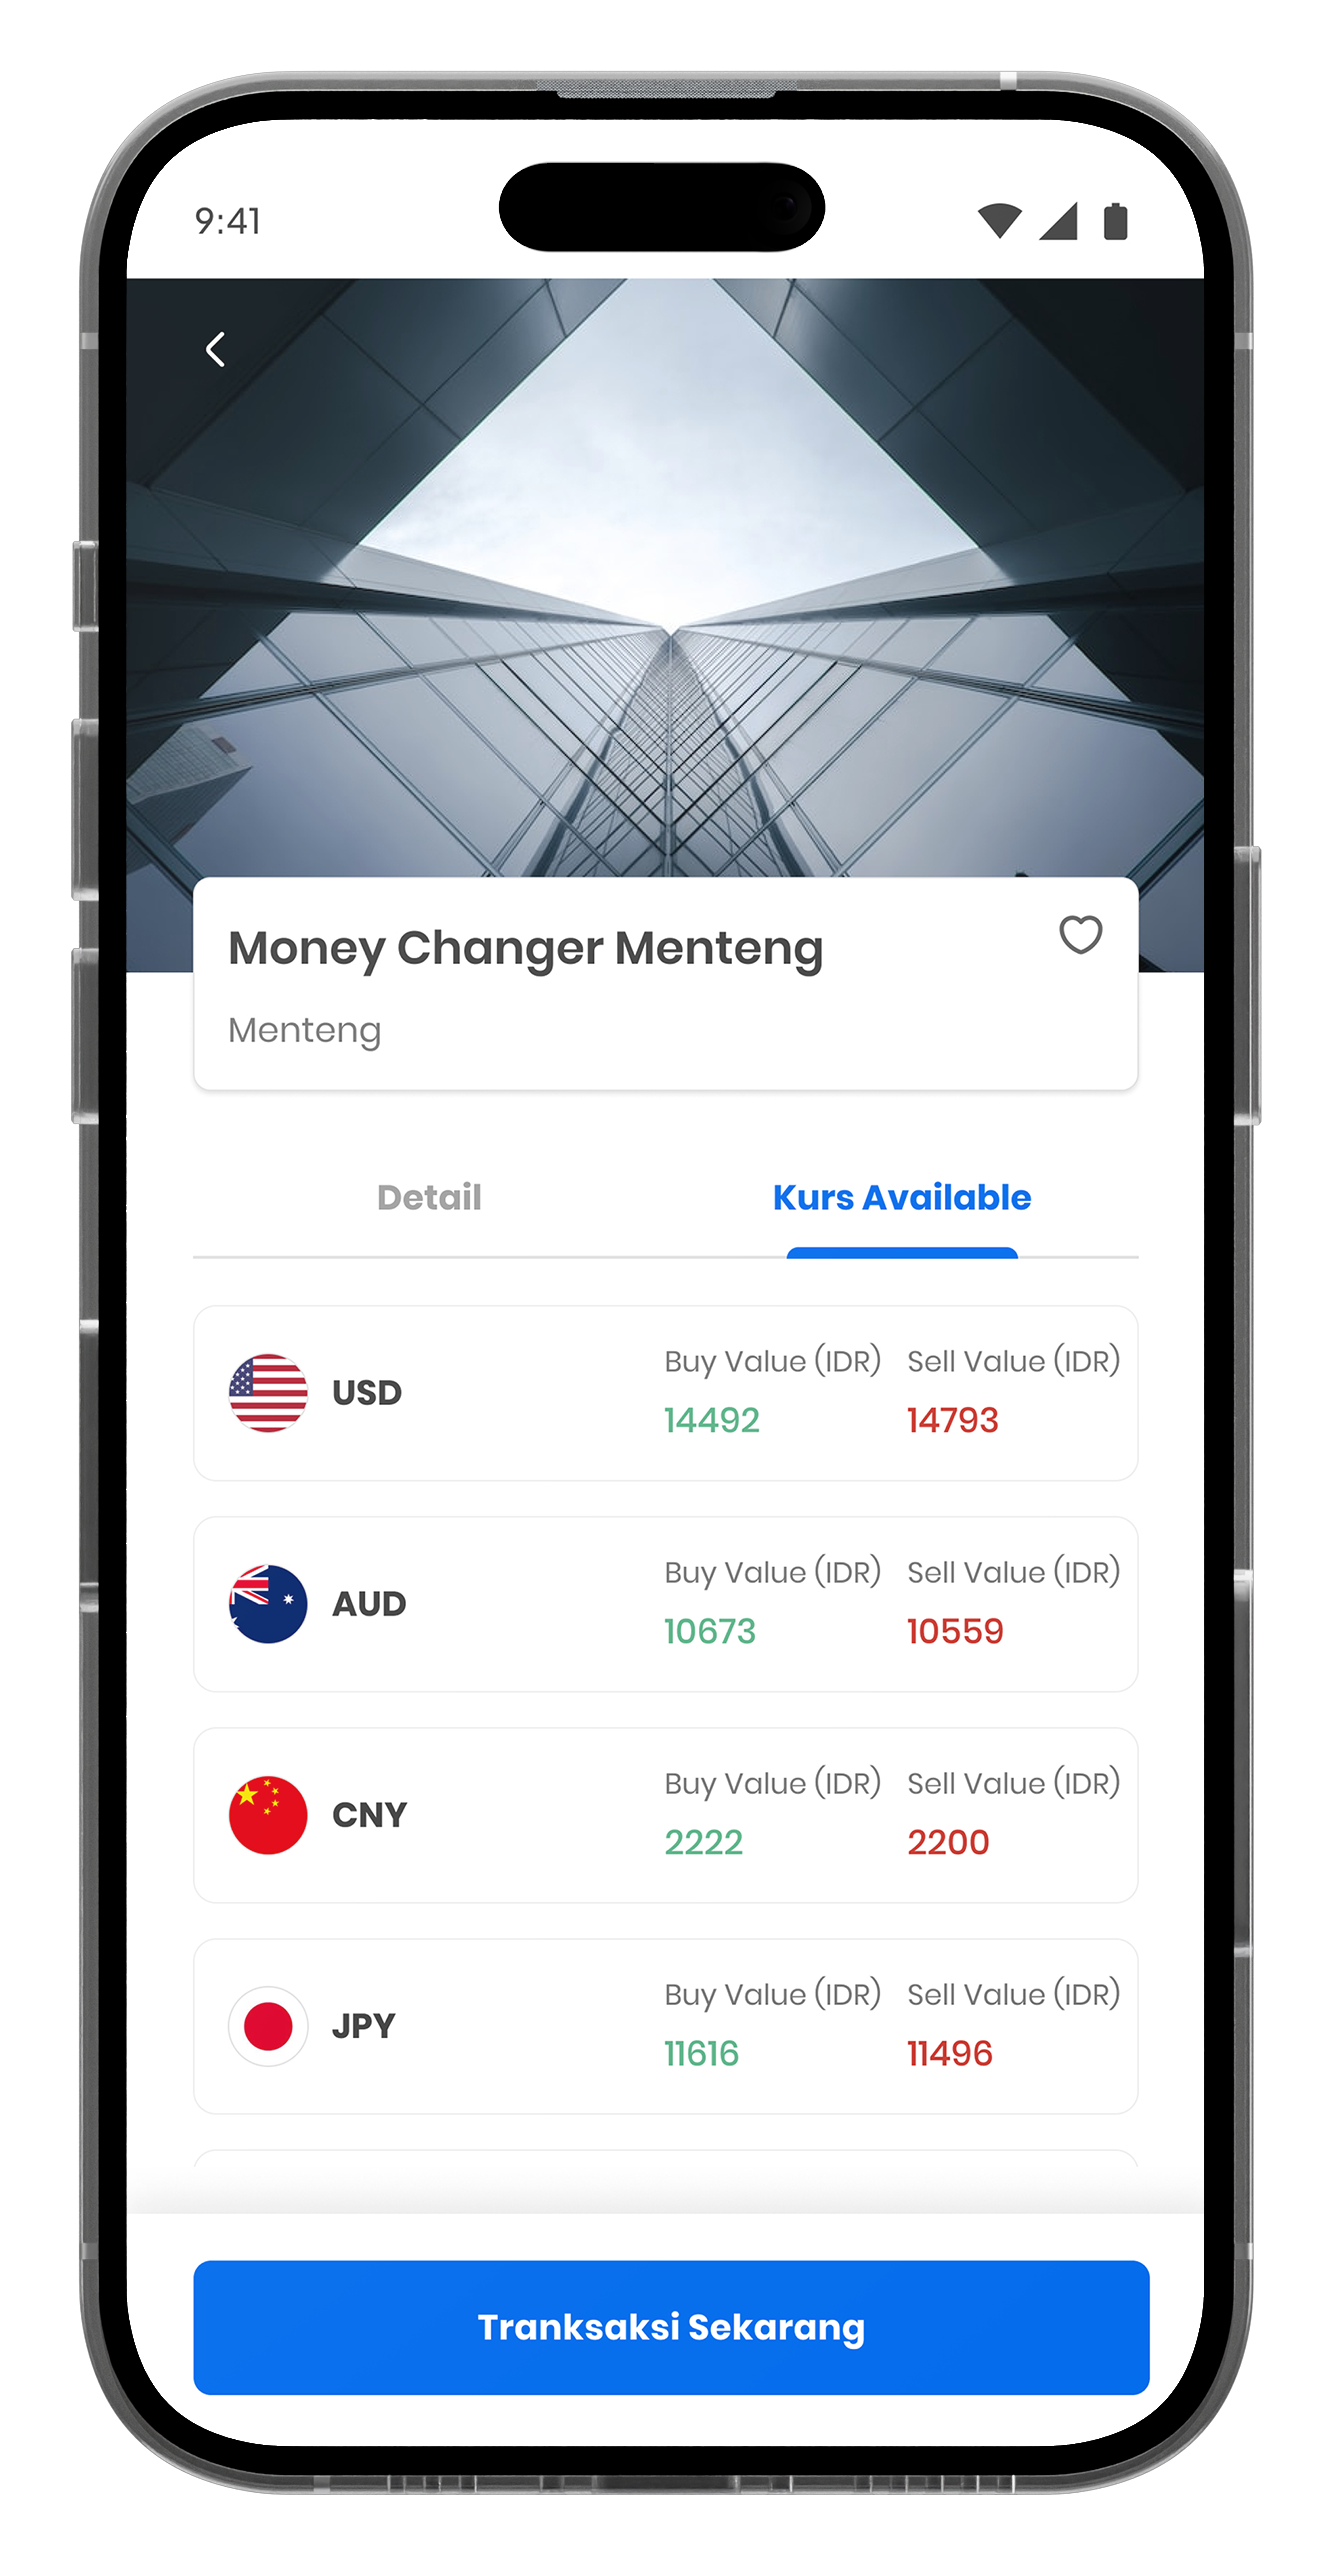 9:41
Money Changer Menteng
Menteng
Detail
Kurs Available
USD
Buy Value (IDR)
Sell Value (IDR)
14492
14793
AUD
Buy Value (IDR)
Sell Value (IDR)
10673
10559
CNY
Buy Value (IDR)
Sell Value (IDR)
2222
2200
JPY
Buy Value (IDR)
Sell Value (IDR)
11616
11496
Tranksaksi Sekarang